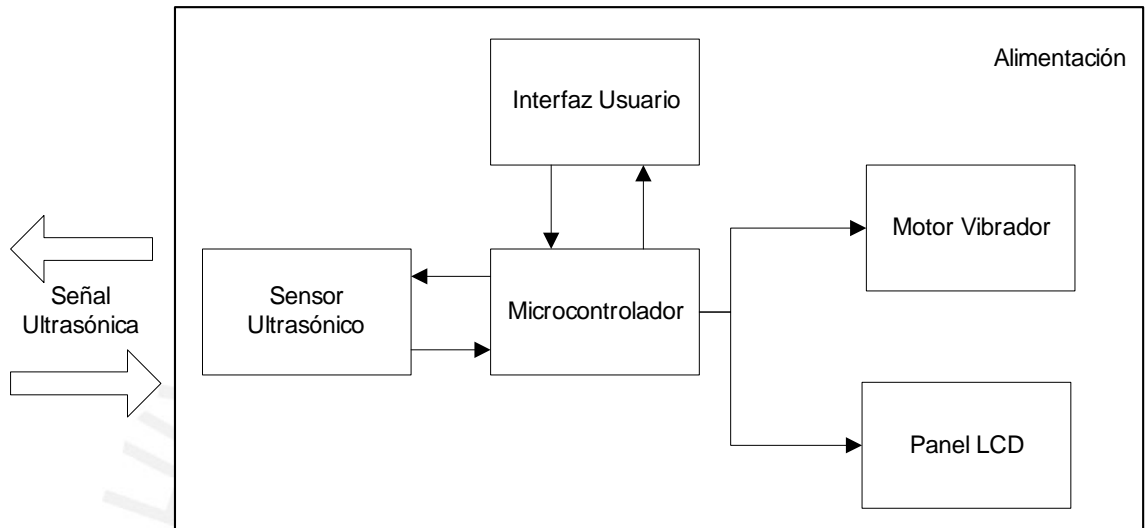 Alimentación
Interfaz Usuario
Motor Vibrador
Señal
Ultrasónica
Sensor
Ultrasónico
Microcontrolador
Panel LCD